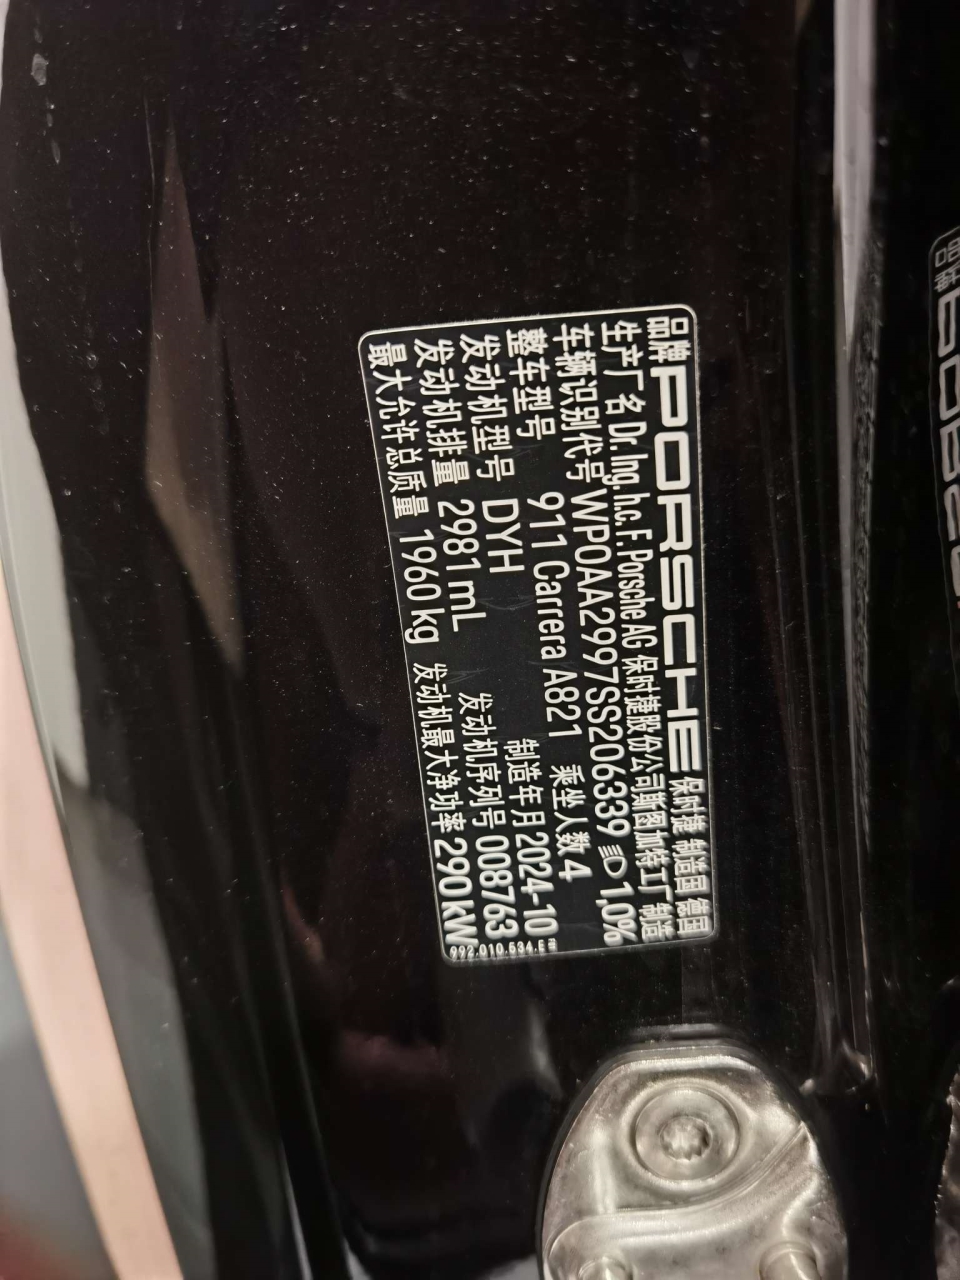 品牌 PORSCHE 保时捷 制造国 德国
生产厂名 Dr. Ing. h.c. F. Porsche AG 保时捷股份公司斯图加特工厂 制造
车辆识别代号 WP0AA2997SS206339 1,0%
整车型号 911 Carrera A821 乘坐人数 4
发动机型号 DYH 制造年月 2024-10
发动机排量 2981 mL 发动机序列号 008763
最大允许总质量 1960 kg 发动机最大净功率 290 kW
992.010.534.E
品牌